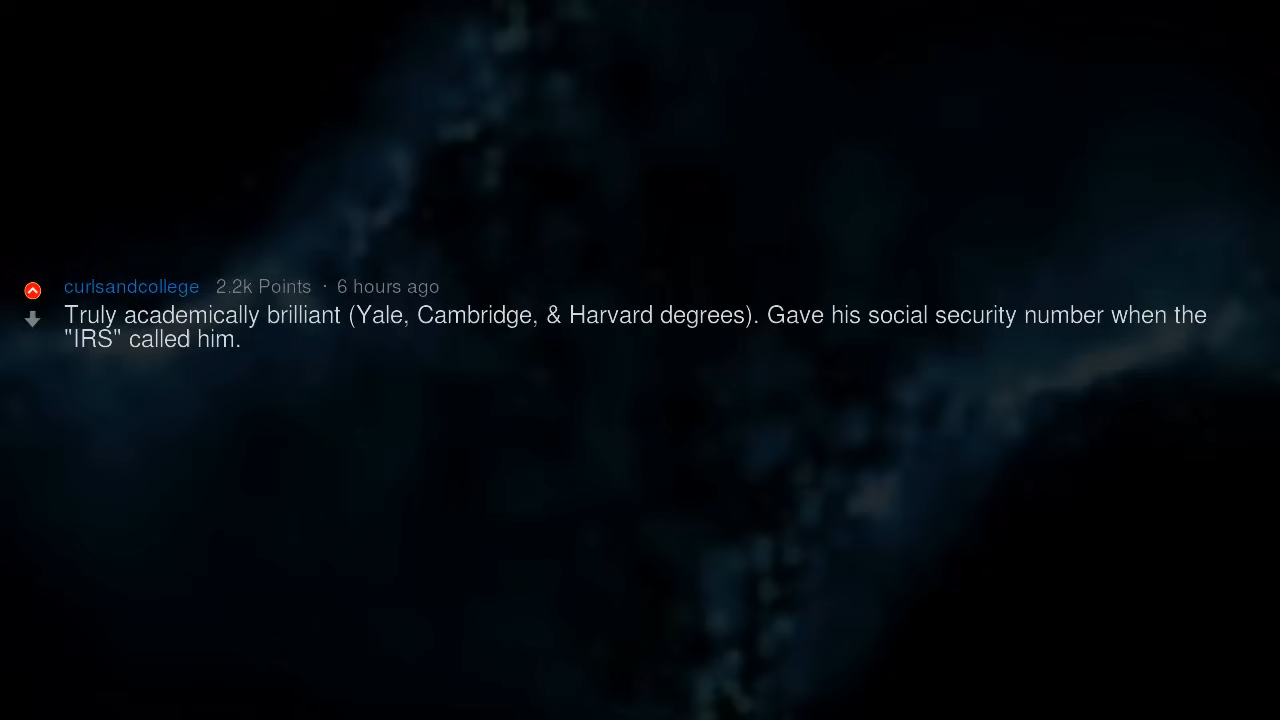 curlsandcollege 2.2k Points · 6 hours ago
Truly academically brilliant (Yale, Cambridge, & Harvard degrees). Gave his social security number when the
"IRS" called him.